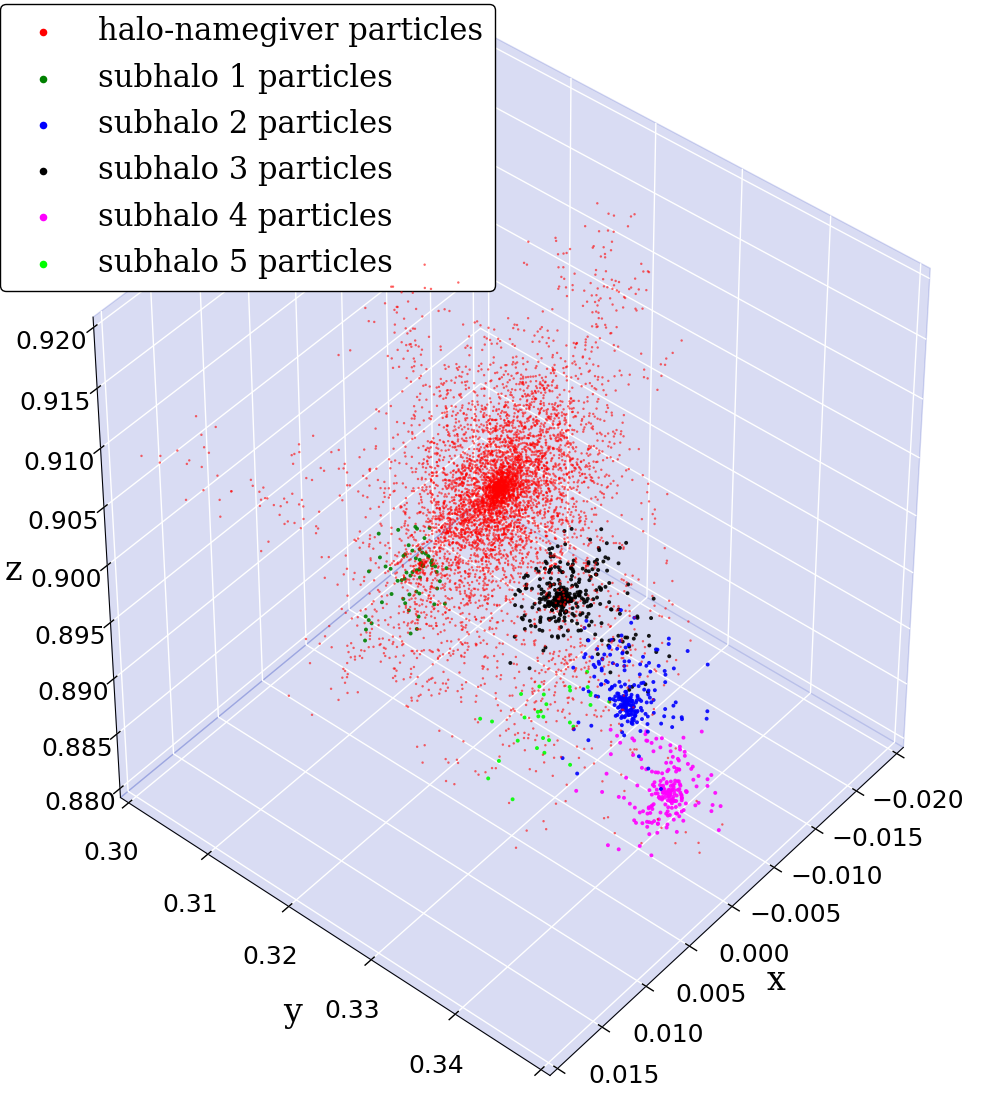 halo-namegiver particles
subhalo 1 particles
subhalo 2 particles
subhalo 3 particles
subhalo 4 particles
subhalo 5 particles
0.920
0.915
0.910
0.905
z 0.900
0.895
0.890
0.885
0.880
0.30
0.31
0.32
y 0.33
0.34
−0.020
−0.015
−0.010
−0.005
0.000
x
0.005
0.010
0.015